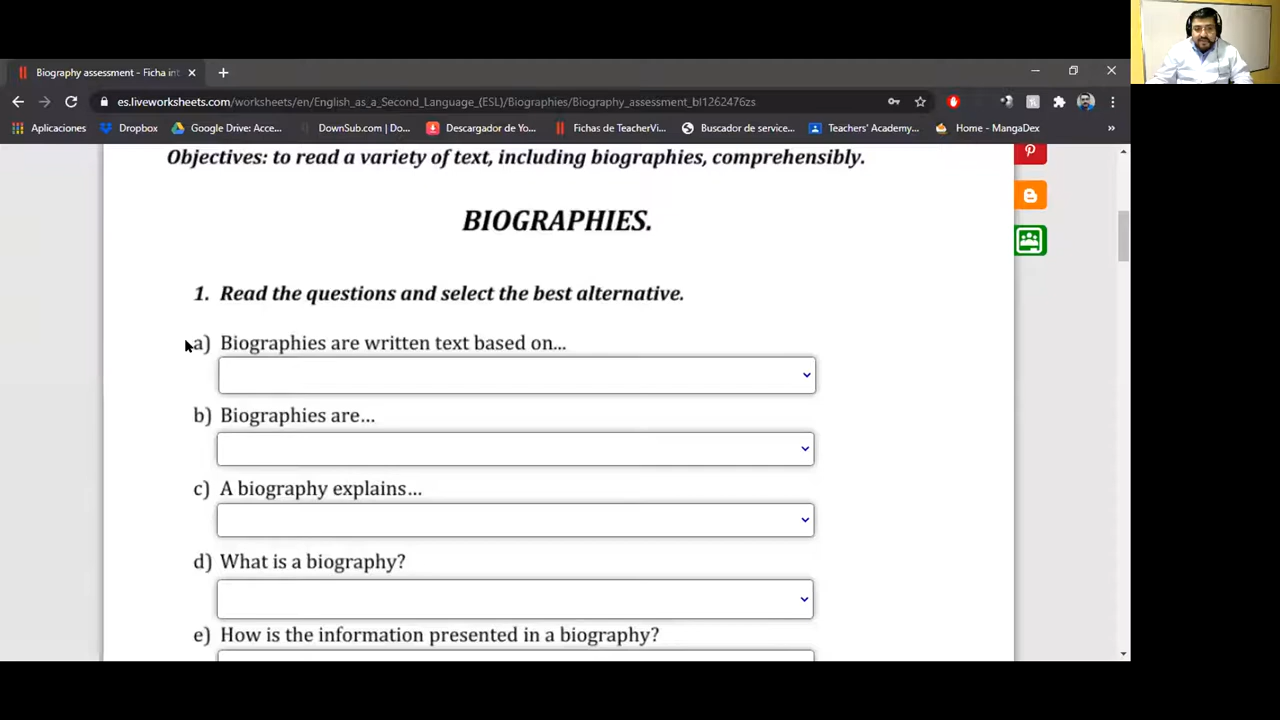 Biography assessment - Ficha int
es.liveworksheets.com/worksheets/en/English_as_a_Second_Language_(ESL)/Biographies/Biography_assessment_bl1262476zs
Aplicaciones Dropbox Google Drive: Acce... DownSub.com | Do... Descargador de Yo... Fichas de TeacherVi... Buscador de service... Teachers' Academy... Home - MangaDex »
Objectives: to read a variety of text, including biographies, comprehensibly.
BIOGRAPHIES.
1. Read the questions and select the best alternative.
a) Biographies are written text based on...
b) Biographies are...
c) A biography explains...
d) What is a biography?
e) How is the information presented in a biography?